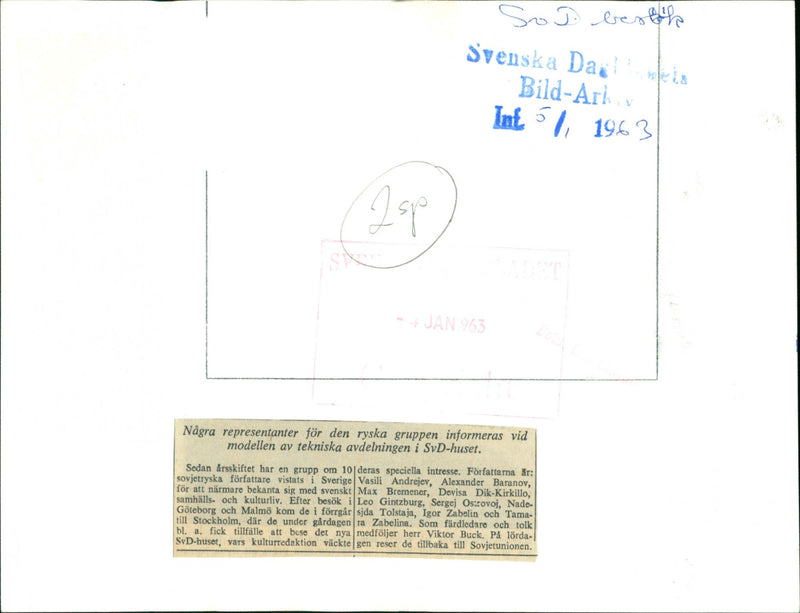 SvD besök
Svenska Dag
Bild-Arkiv
Inf. 5/1 1963
2 sp
- 4 JAN 963
Några representanter för den ryska gruppen informeras vid
modellen av tekniska avdelningen i SvD-huset.
Sedan årsskiftet har en grupp om 10
sovjetryska författare vistats i Sverige
för att närmare bekanta sig med svenskt
samhälls- och kulturliv. Efter besök i
Göteborg och Malmö kom de i förrgår
till Stockholm, där de under gårdagen
bl. a. fick tillfälle att bese det nya
SvD-huset, vars kulturredaktion väckte
deras speciella intresse. Författarna är:
Vasili Andrejev, Alexander Baranov,
Max Bremener, Devisa Dik-Kirkillo,
Leo Gintzburg, Sergej Ostrovoj, Nade-
sjda Tolstaja, Igor Zabelin och Tama-
ra Zabelina. Som färdledare och tolk
medföljer herr Viktor Buck. På lörda-
gen reser de tillbaka till Sovjetunionen.